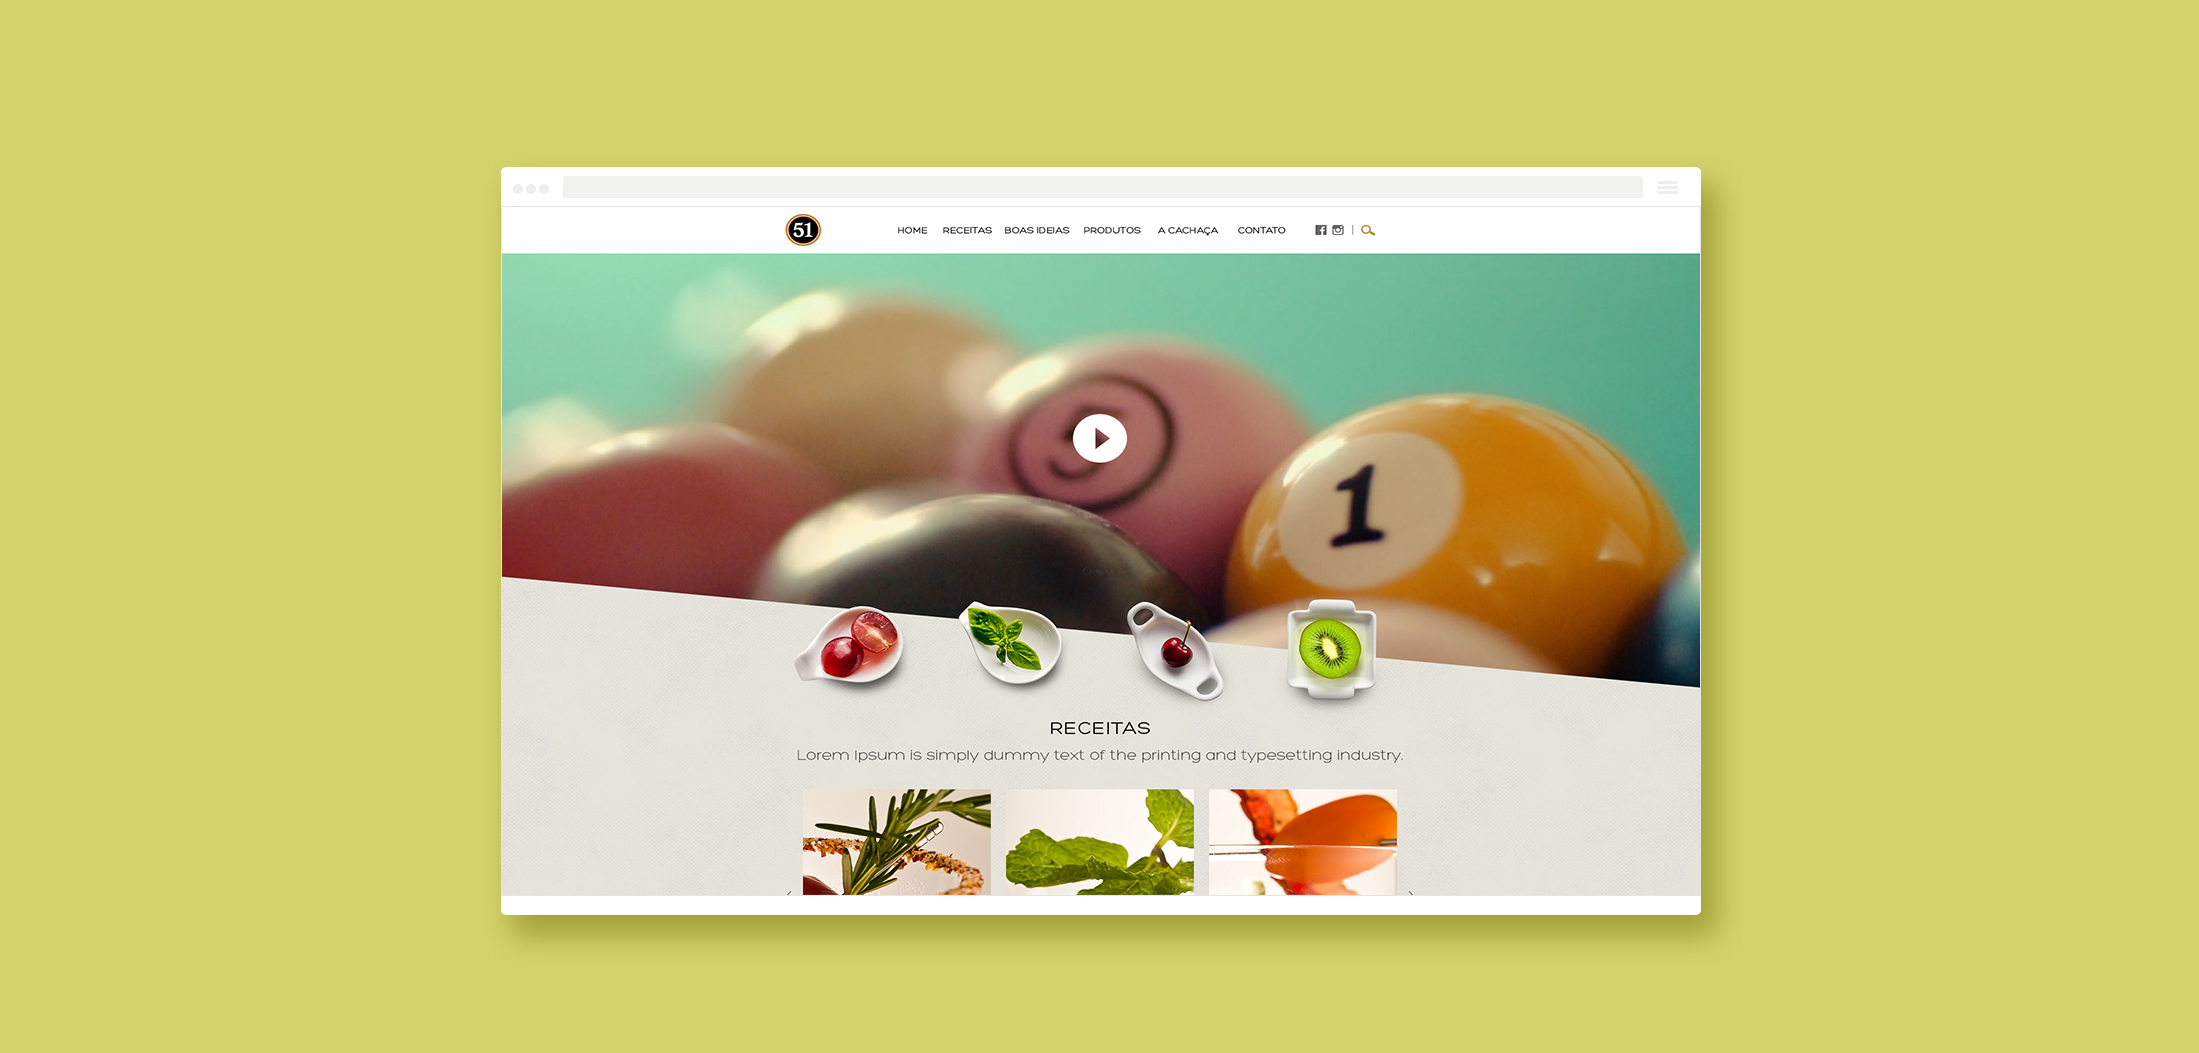 51
HOME RECEITAS BOAS IDEIAS PRODUTOS A CACHAÇA CONTATO
5
1
RECEITAS
Lorem Ipsum is simply dummy text of the printing and typesetting industry.